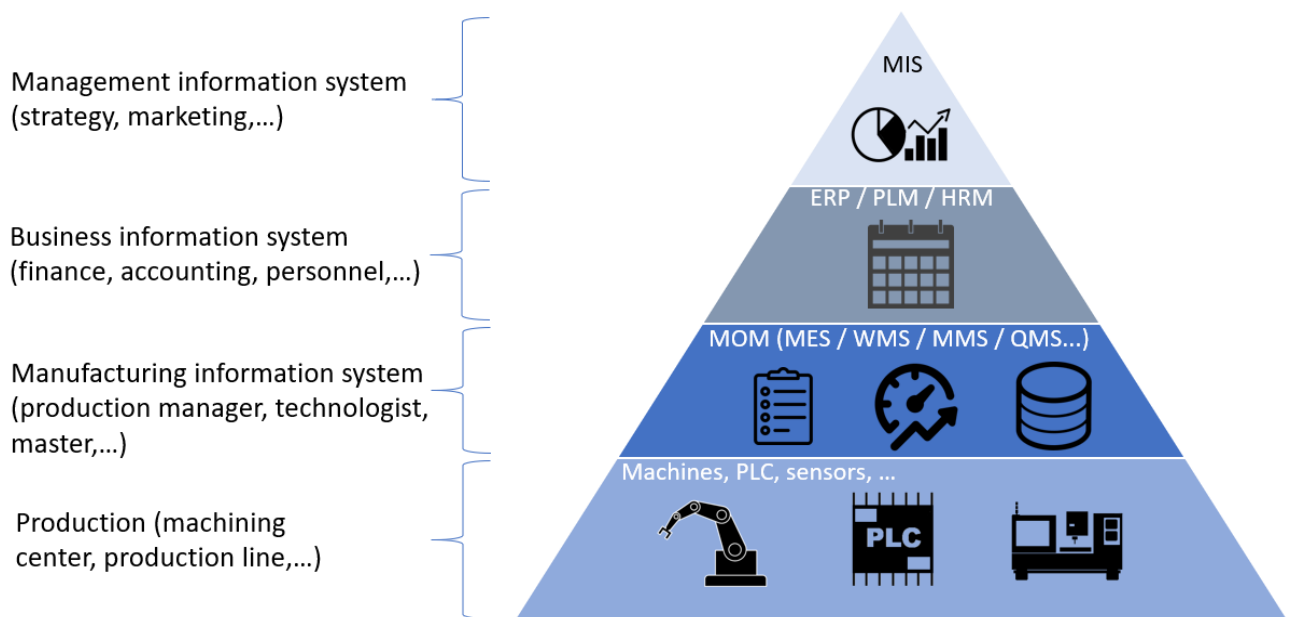 MIS
Management information system
(strategy, marketing,…)
ERP / PLM / HRM
Business information system
(finance, accounting, personnel,…)
MOM (MES / WMS / MMS / QMS...)
Manufacturing information system
(production manager, technologist,
master,…)
Machines, PLC, sensors, …
Production (machining
center, production line,…)
PLC